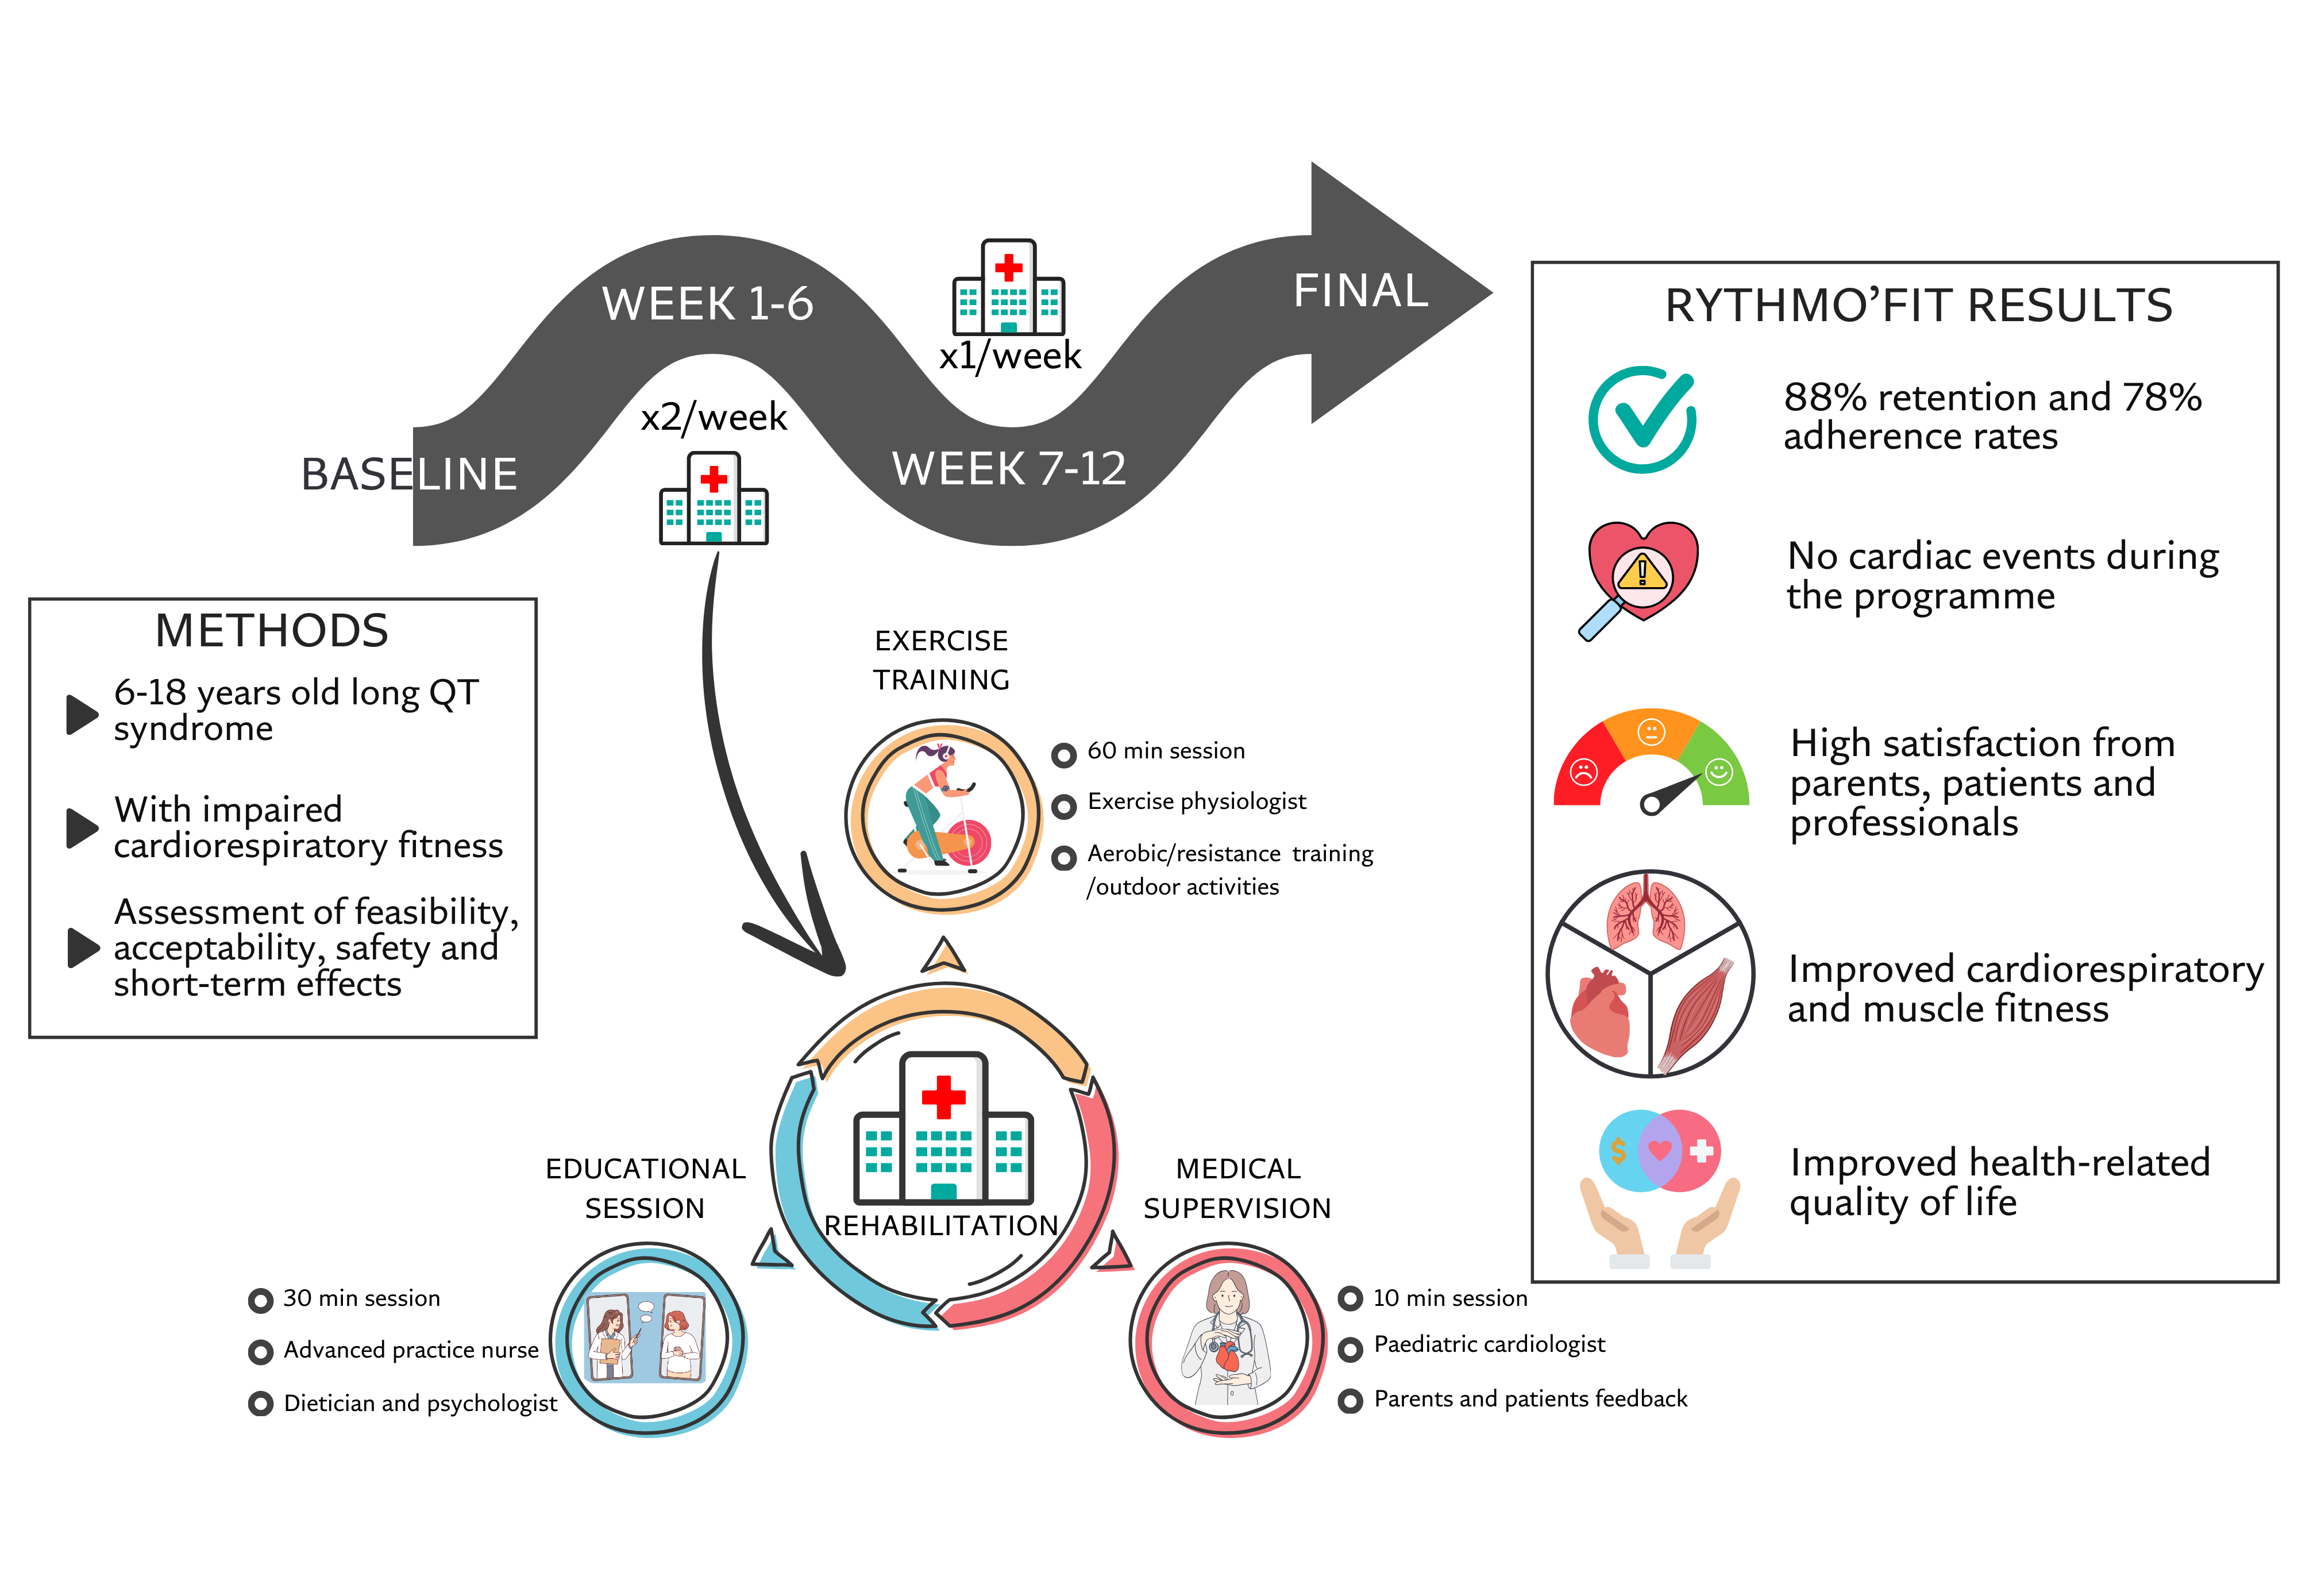 WEEK 1-6
x1/week
FINAL
x2/week
BASELINE
WEEK 7-12
METHODS
6-18 years old long QT
syndrome
With impaired
cardiorespiratory fitness
Assessment of feasibility,
acceptability, safety and
short-term effects
EXERCISE
TRAINING
60 min session
Exercise physiologist
Aerobic/resistance training
/outdoor activities
REHABILITATION
EDUCATIONAL
SESSION
30 min session
Advanced practice nurse
Dietician and psychologist
MEDICAL
SUPERVISION
10 min session
Paediatric cardiologist
Parents and patients feedback
RYTHMO’FIT RESULTS
88% retention and 78%
adherence rates
No cardiac events during
the programme
High satisfaction from
parents, patients and
professionals
Improved cardiorespiratory
and muscle fitness
$
Improved health-related
quality of life